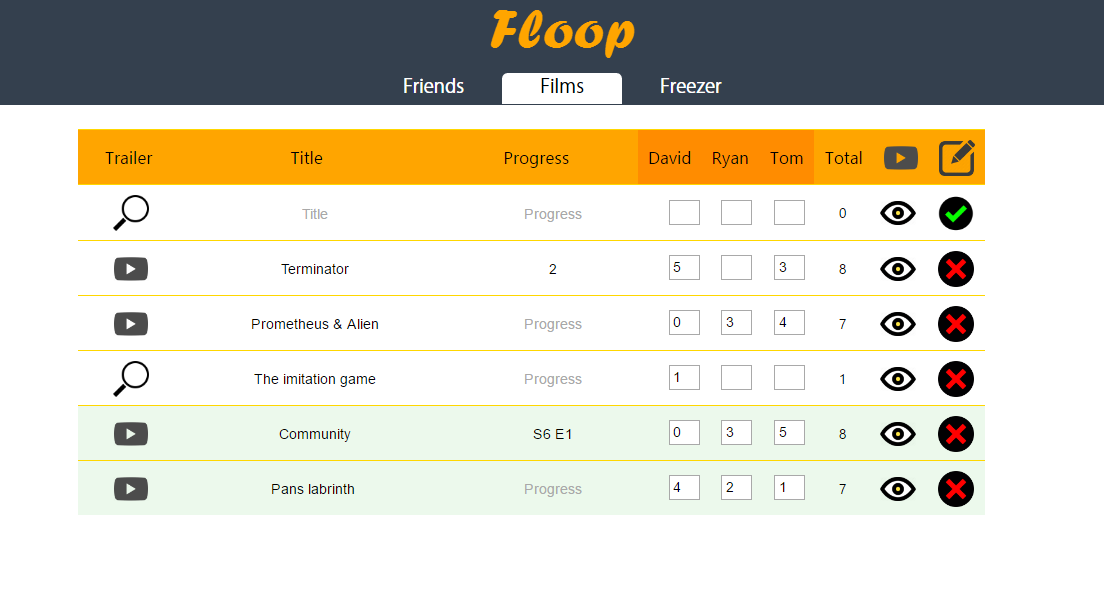 Floop
Friends Films Freezer
Trailer Title Progress David Ryan Tom Total
Title Progress 0
Terminator 2 5 3 8
Prometheus & Alien Progress 0 3 4 7
The imitation game Progress 1 1
Community S6 E1 0 3 5 8
Pans labrinth Progress 4 2 1 7